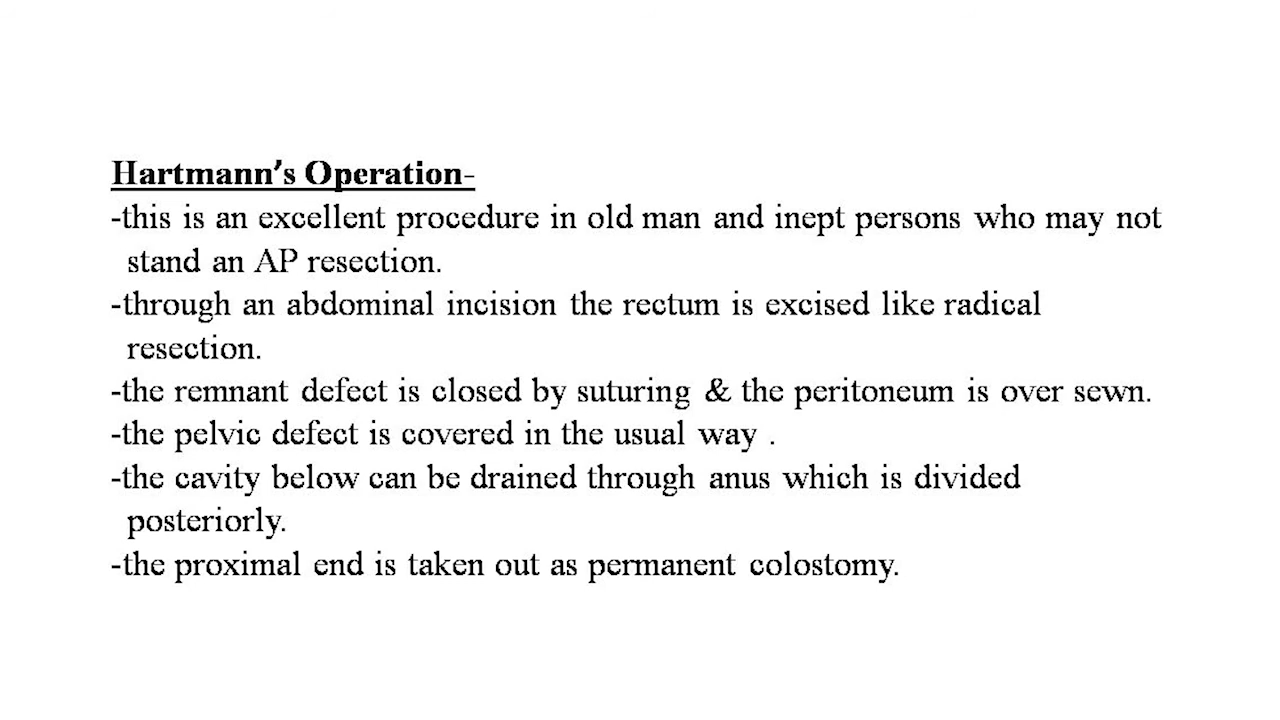 Hartmann's Operation-
-this is an excellent procedure in old man and inept persons who may not
stand an AP resection.
-through an abdominal incision the rectum is excised like radical
resection.
-the remnant defect is closed by suturing & the peritoneum is over sewn.
-the pelvic defect is covered in the usual way .
-the cavity below can be drained through anus which is divided
posteriorly.
-the proximal end is taken out as permanent colostomy.